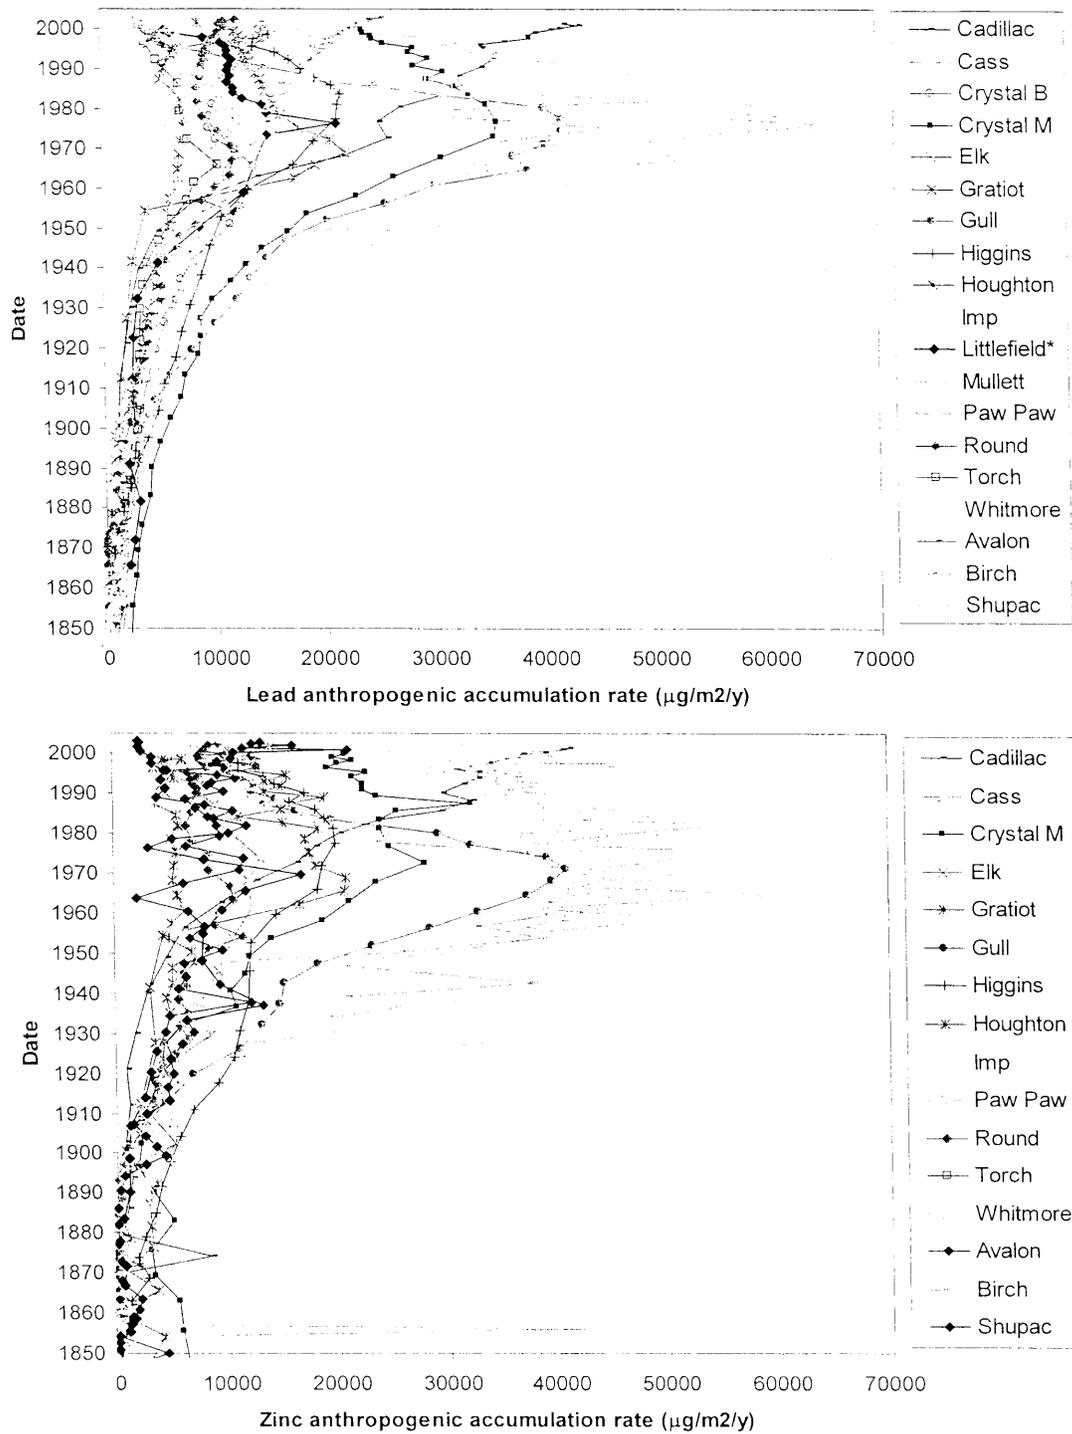 2000
1990
1980
1970
1960
1950
1940
1930
1920
1910
1900
1890
1880
1870
1860
1850
Date
0 10000 20000 30000 40000 50000 60000 70000
Lead anthropogenic accumulation rate (µg/m2/y)
Cadillac
Cass
Crystal B
Crystal M
Elk
Gratiot
Gull
Higgins
Houghton
Imp
Littlefield*
Mullett
Paw Paw
Round
Torch
Whitmore
Avalon
Birch
Shupac
2000
1990
1980
1970
1960
1950
1940
1930
1920
1910
1900
1890
1880
1870
1860
1850
Date
0 10000 20000 30000 40000 50000 60000 70000
Zinc anthropogenic accumulation rate (µg/m2/y)
Cadillac
Cass
Crystal M
Elk
Gratiot
Gull
Higgins
Houghton
Imp
Paw Paw
Round
Torch
Whitmore
Avalon
Birch
Shupac